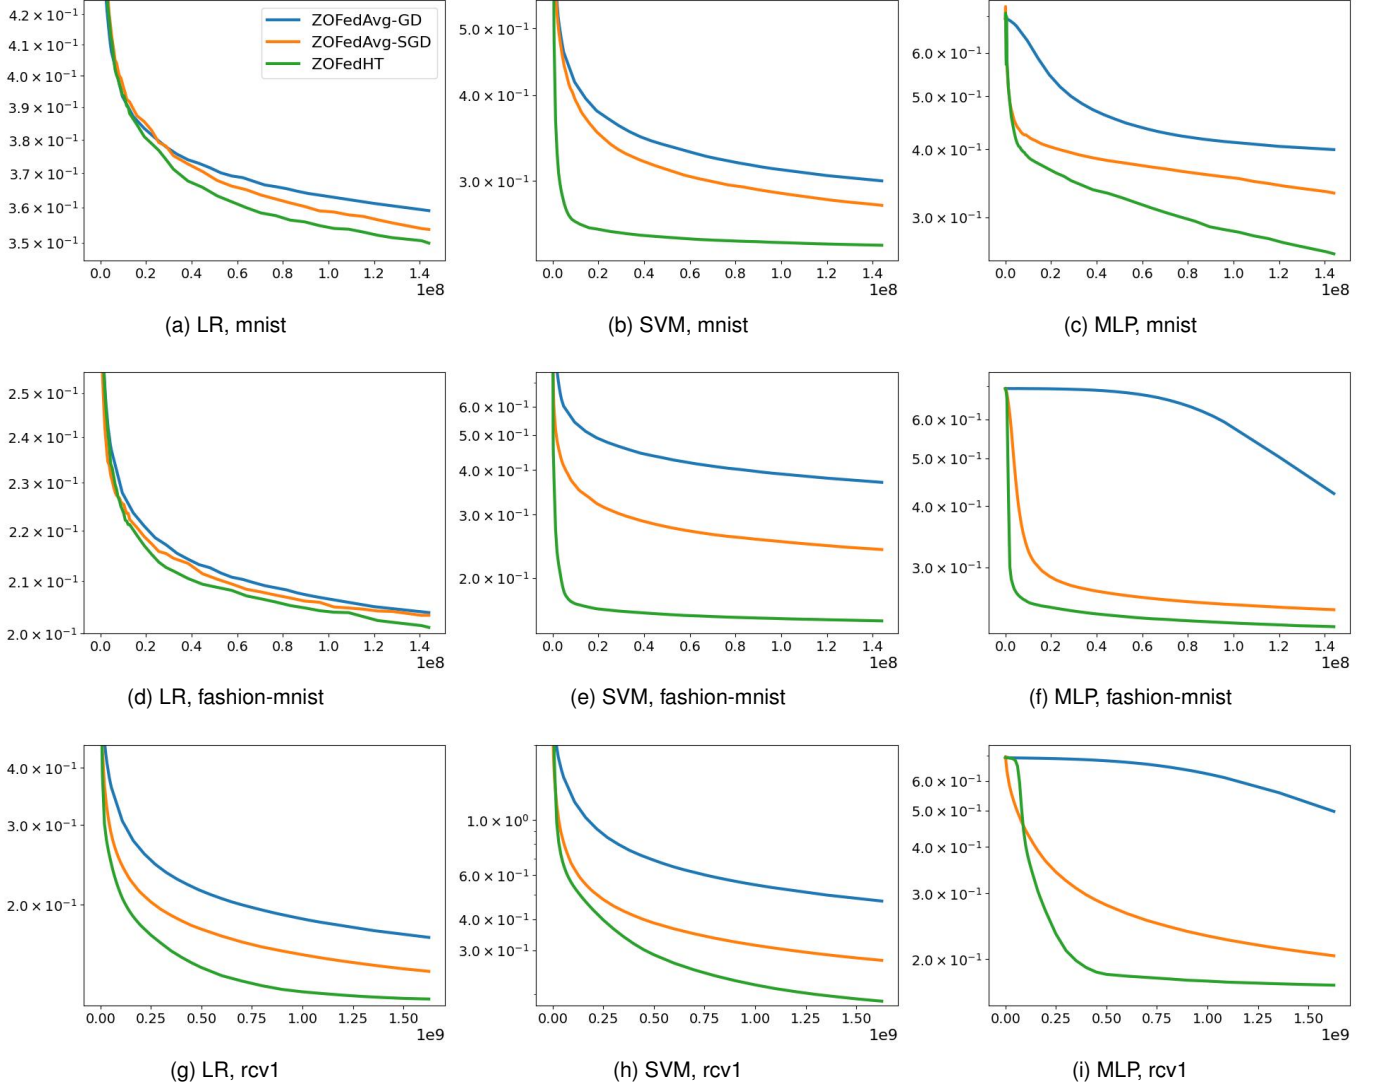 4.2 × 10⁻¹
4.1 × 10⁻¹
4.0 × 10⁻¹
3.9 × 10⁻¹
3.8 × 10⁻¹
3.7 × 10⁻¹
3.6 × 10⁻¹
3.5 × 10⁻¹
ZOFedAvg-GD
ZOFedAvg-SGD
ZOFedHT
0.0 0.2 0.4 0.6 0.8 1.0 1.2 1.4
1e8
(a) LR, mnist
5.0 × 10⁻¹
4.0 × 10⁻¹
3.0 × 10⁻¹
0.0 0.2 0.4 0.6 0.8 1.0 1.2 1.4
1e8
(b) SVM, mnist
6.0 × 10⁻¹
5.0 × 10⁻¹
4.0 × 10⁻¹
3.0 × 10⁻¹
0.0 0.2 0.4 0.6 0.8 1.0 1.2 1.4
1e8
(c) MLP, mnist
2.5 × 10⁻¹
2.4 × 10⁻¹
2.3 × 10⁻¹
2.2 × 10⁻¹
2.1 × 10⁻¹
2.0 × 10⁻¹
0.0 0.2 0.4 0.6 0.8 1.0 1.2 1.4
1e8
(d) LR, fashion-mnist
6.0 × 10⁻¹
5.0 × 10⁻¹
4.0 × 10⁻¹
3.0 × 10⁻¹
2.0 × 10⁻¹
0.0 0.2 0.4 0.6 0.8 1.0 1.2 1.4
1e8
(e) SVM, fashion-mnist
6.0 × 10⁻¹
5.0 × 10⁻¹
4.0 × 10⁻¹
3.0 × 10⁻¹
0.0 0.2 0.4 0.6 0.8 1.0 1.2 1.4
1e8
(f) MLP, fashion-mnist
4.0 × 10⁻¹
3.0 × 10⁻¹
2.0 × 10⁻¹
0.00 0.25 0.50 0.75 1.00 1.25 1.50
1e9
(g) LR, rcv1
1.0 × 10⁰
6.0 × 10⁻¹
4.0 × 10⁻¹
3.0 × 10⁻¹
0.00 0.25 0.50 0.75 1.00 1.25 1.50
1e9
(h) SVM, rcv1
6.0 × 10⁻¹
5.0 × 10⁻¹
4.0 × 10⁻¹
3.0 × 10⁻¹
2.0 × 10⁻¹
0.00 0.25 0.50 0.75 1.00 1.25 1.50
1e9
(i) MLP, rcv1